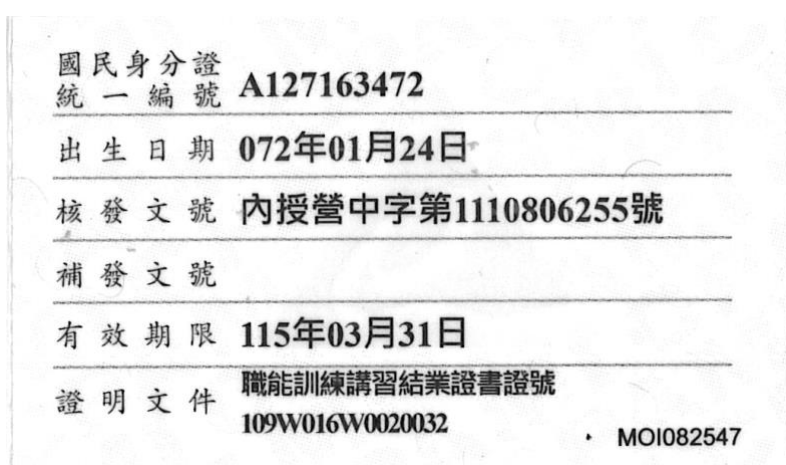 國民身分證
統一編號 A127163472
出生日期 072年01月24日
核發文號 內授營中字第1110806255號
補發文號
有效期限 115年03月31日
證明文件 職能訓練講習結業證書證號
109W016W0020032
MOI082547